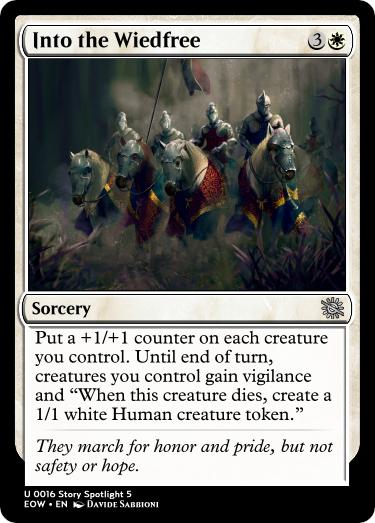 Into the Wiedfree 3
Sorcery
Put a +1/+1 counter on each creature
you control. Until end of turn,
creatures you control gain vigilance
and “When this creature dies, create a
1/1 white Human creature token.”
They march for honor and pride, but not
safety or hope.
U 0016 Story Spotlight 5
EOW • EN Davide Sabbioni